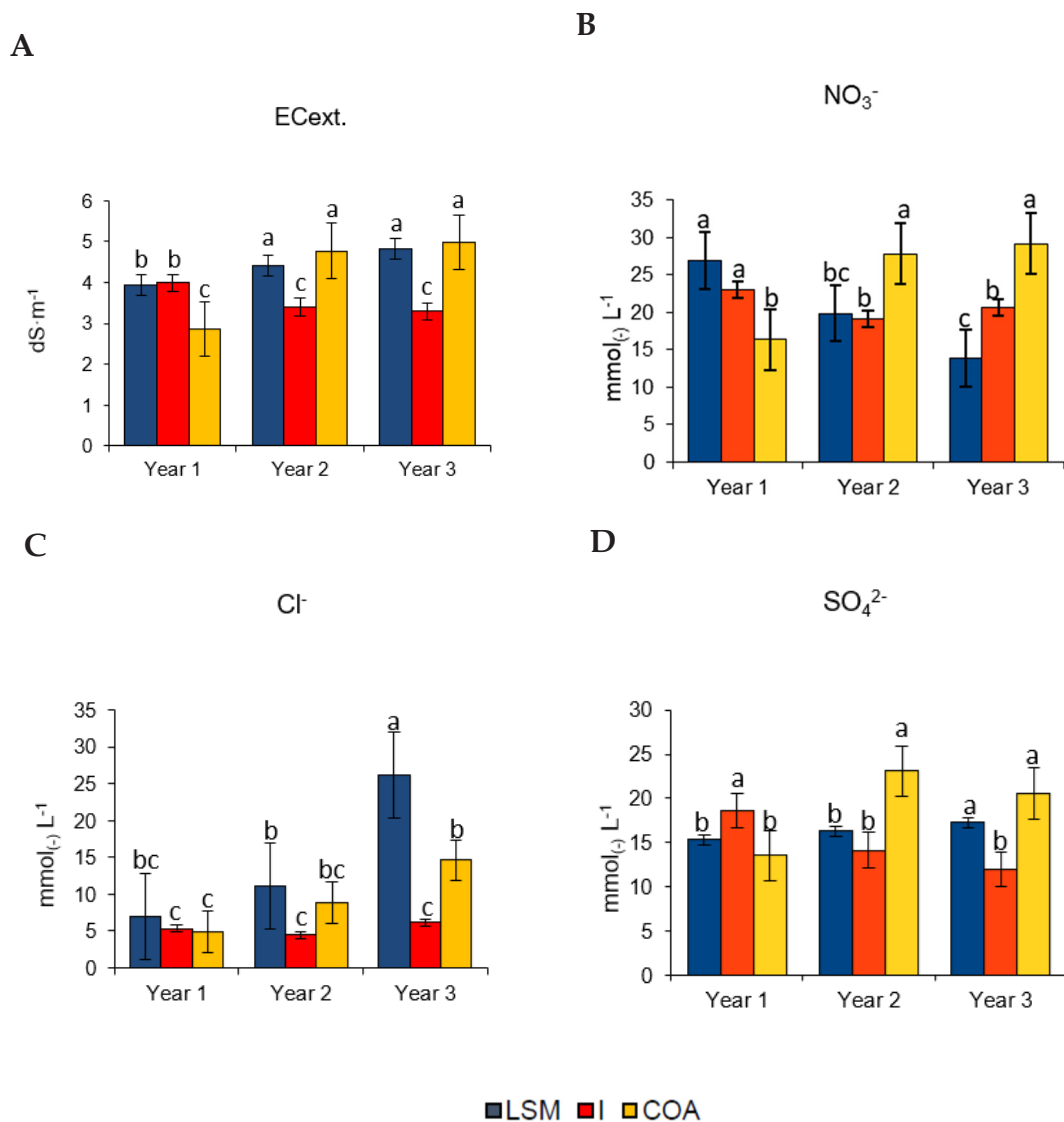 A
ECext.
dS·m⁻¹
6
5
4
3
2
1
0
b b c
a c a
a c a
Year 1 Year 2 Year 3
B
NO₃⁻
mmol₍₋₎ L⁻¹
35
30
25
20
15
10
5
0
a a b
bc b a
c b a
Year 1 Year 2 Year 3
C
Cl⁻
mmol₍₋₎ L⁻¹
35
30
25
20
15
10
5
0
bc c c
b c bc
a c b
Year 1 Year 2 Year 3
D
SO₄²⁻
mmol₍₋₎ L⁻¹
30
25
20
15
10
5
0
b a b
b b a
a b a
Year 1 Year 2 Year 3
LSM I COA